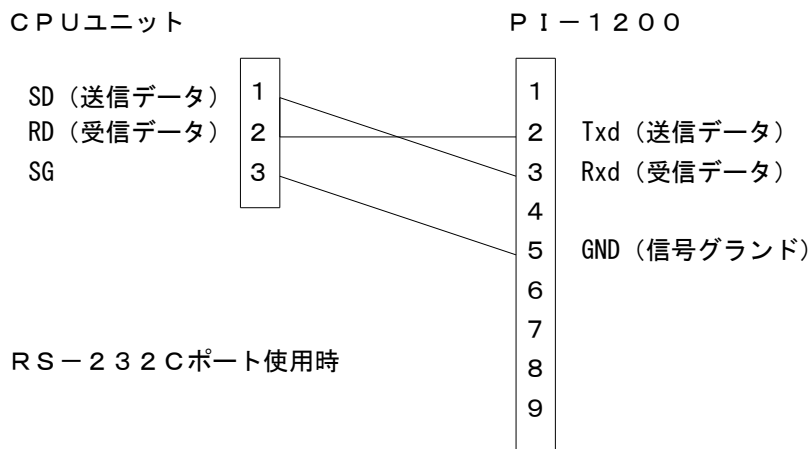 CPUユニット PI－1200
1
SD (送信データ) 1
RD (受信データ) 2 2 Txd (送信データ)
SG 3 3 Rxd (受信データ)
4
5 GND (信号グランド)
6
7
RS－232Cポート使用時 8
9